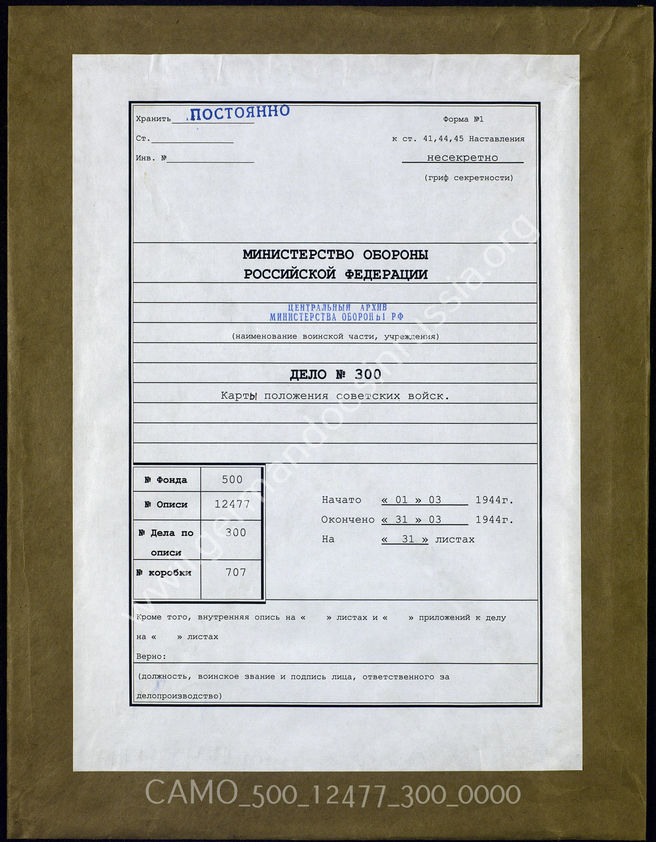 Хранить ПОСТОЯННО
Форма №1
Ст.
к ст. 41,44,45 Наставления
Инв. №
несекретно
(гриф секретности)
МИНИСТЕРСТВО ОБОРОНЫ
РОССИЙСКОЙ ФЕДЕРАЦИИ
ЦЕНТРАЛЬНЫЙ АРХИВ
МИНИСТЕРСТВА ОБОРОНЫ РФ
(наименование воинской части, учреждения)
ДЕЛО № 300
Карты положения советских войск.
№ Фонда 500
№ Описи 12477
№ Дела по описи 300
№ коробки 707
Начато « 01 » 03 1944г.
Окончено « 31 » 03 1944г.
На « 31 » листах
Кроме того, внутренняя опись на « » листах и « » приложений к делу
на « » листах
Верно:
(должность, воинское звание и подпись лица, ответственного за
делопроизводство)
www.germandocsinrussia.org
CAMO_500_12477_300_0000